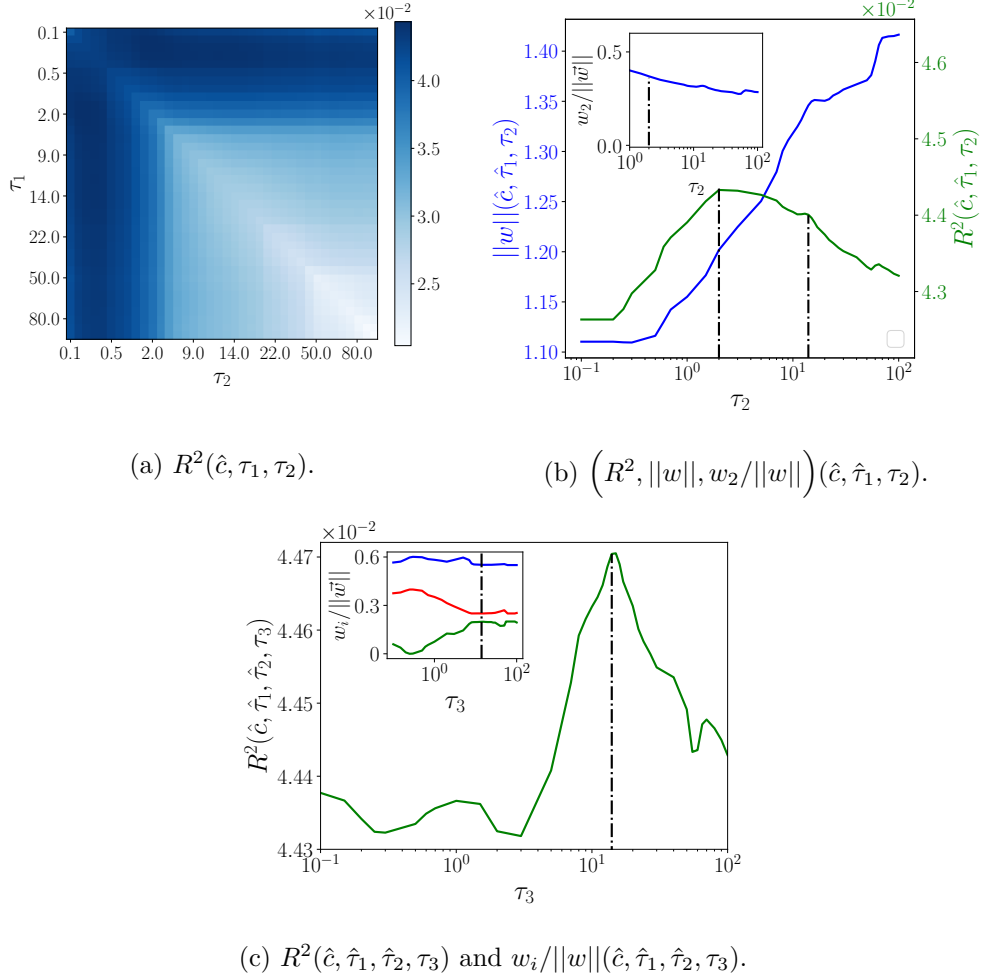 ×10⁻²
0.1
0.5
2.0
9.0
14.0
22.0
50.0
80.0
τ₁
0.1 0.5 2.0 9.0 14.0 22.0 50.0 80.0
τ₂
4.0
3.5
3.0
2.5
(a) R²(ĉ, τ₁, τ₂).
×10⁻²
1.40
1.35
1.30
1.25
1.20
1.15
1.10
||w||(ĉ, τ̂₁, τ₂)
0.5
0.0
w₂/||w⃗||
10⁰ 10¹ 10²
τ₂
4.6
4.5
4.4
4.3
R²(ĉ, τ̂₁, τ₂)
10⁻¹ 10⁰ 10¹ 10²
τ₂
(b) (R², ||w||, w₂/||w||)(ĉ, τ̂₁, τ₂).
×10⁻²
4.47
4.46
4.45
4.44
4.43
R²(ĉ, τ̂₁, τ̂₂, τ₃)
0.6
0.3
0
wᵢ/||w⃗||
10⁰ 10²
τ₃
10⁻¹ 10⁰ 10¹ 10²
τ₃
(c) R²(ĉ, τ̂₁, τ̂₂, τ₃) and wᵢ/||w||(ĉ, τ̂₁, τ̂₂, τ₃).